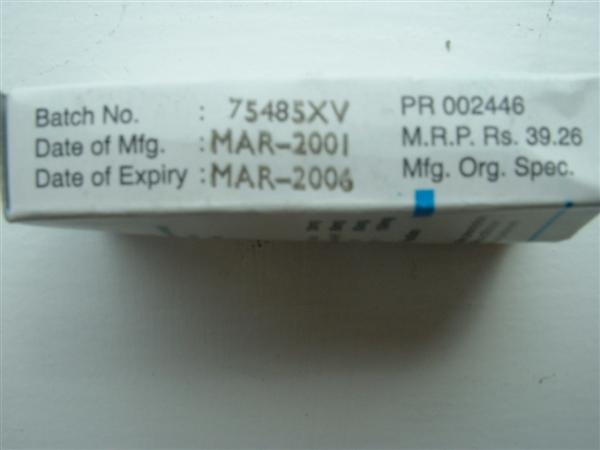 Batch No. : 75485XV PR 002446
Date of Mfg. : MAR-2001 M.R.P. Rs. 39.26
Date of Expiry : MAR-2006 Mfg. Org. Spec.